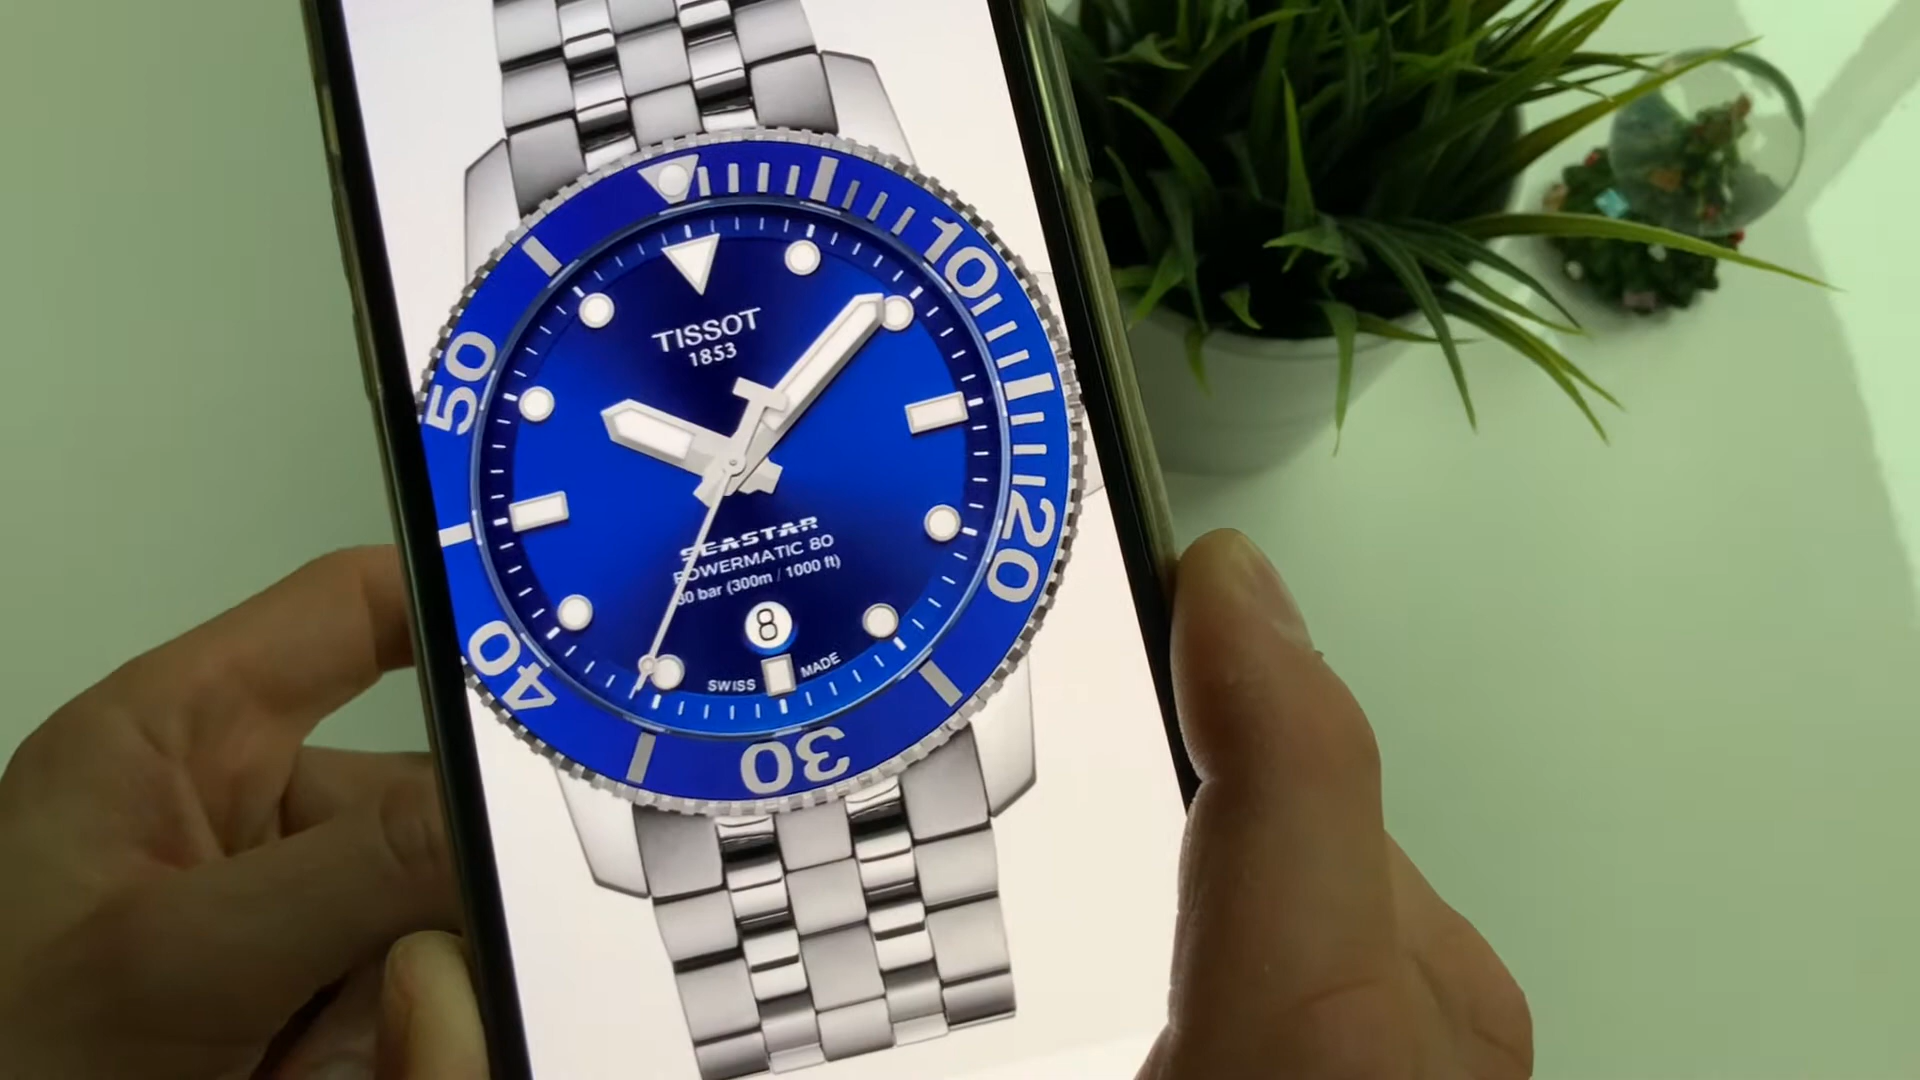 10
20
30
40
50
TISSOT
1853
SEASTAR
POWERMATIC 80
30 bar (300m / 1000 ft)
8
SWISS MADE